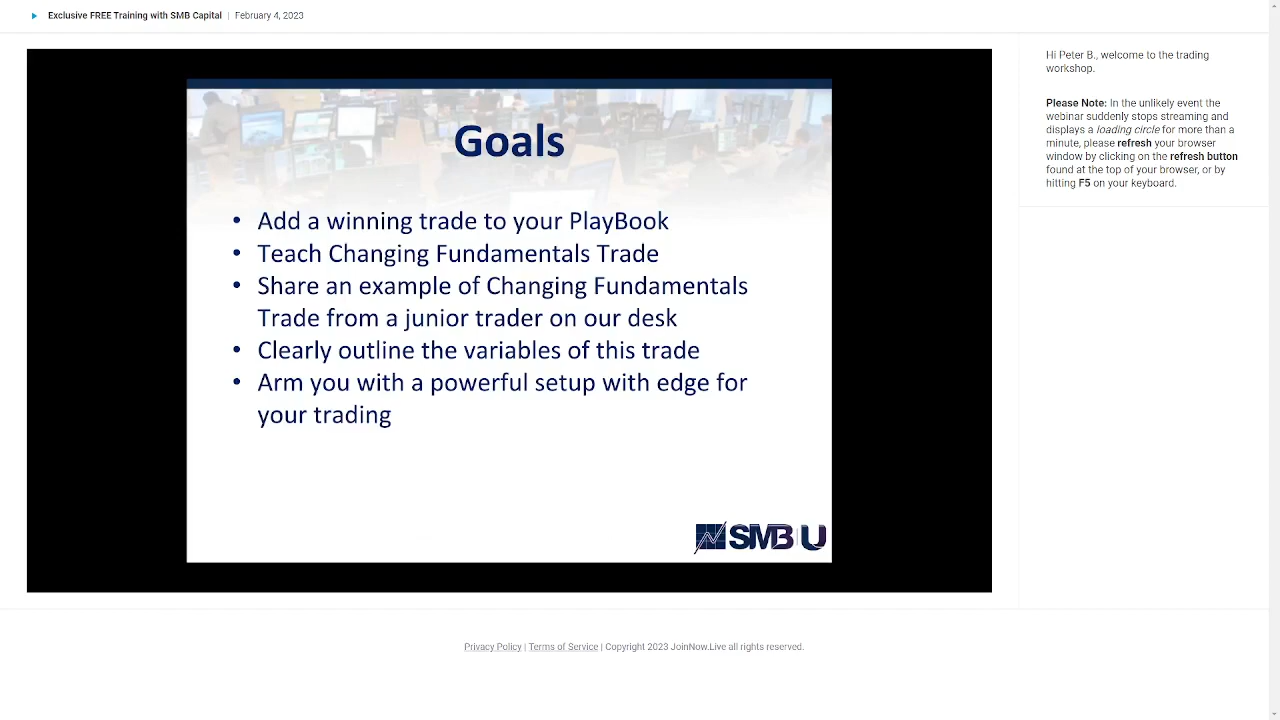 Exclusive FREE Training with SMB Capital | February 4, 2023
Hi Peter B., welcome to the trading
workshop.
Please Note: In the unlikely event the
webinar suddenly stops streaming and
displays a loading circle for more than a
minute, please refresh your browser
window by clicking on the refresh button
found at the top of your browser, or by
hitting F5 on your keyboard.
Goals
• Add a winning trade to your PlayBook
• Teach Changing Fundamentals Trade
• Share an example of Changing Fundamentals
Trade from a junior trader on our desk
• Clearly outline the variables of this trade
• Arm you with a powerful setup with edge for
your trading
SMB U
Privacy Policy | Terms of Service | Copyright 2023 JoinNow.Live all rights reserved.